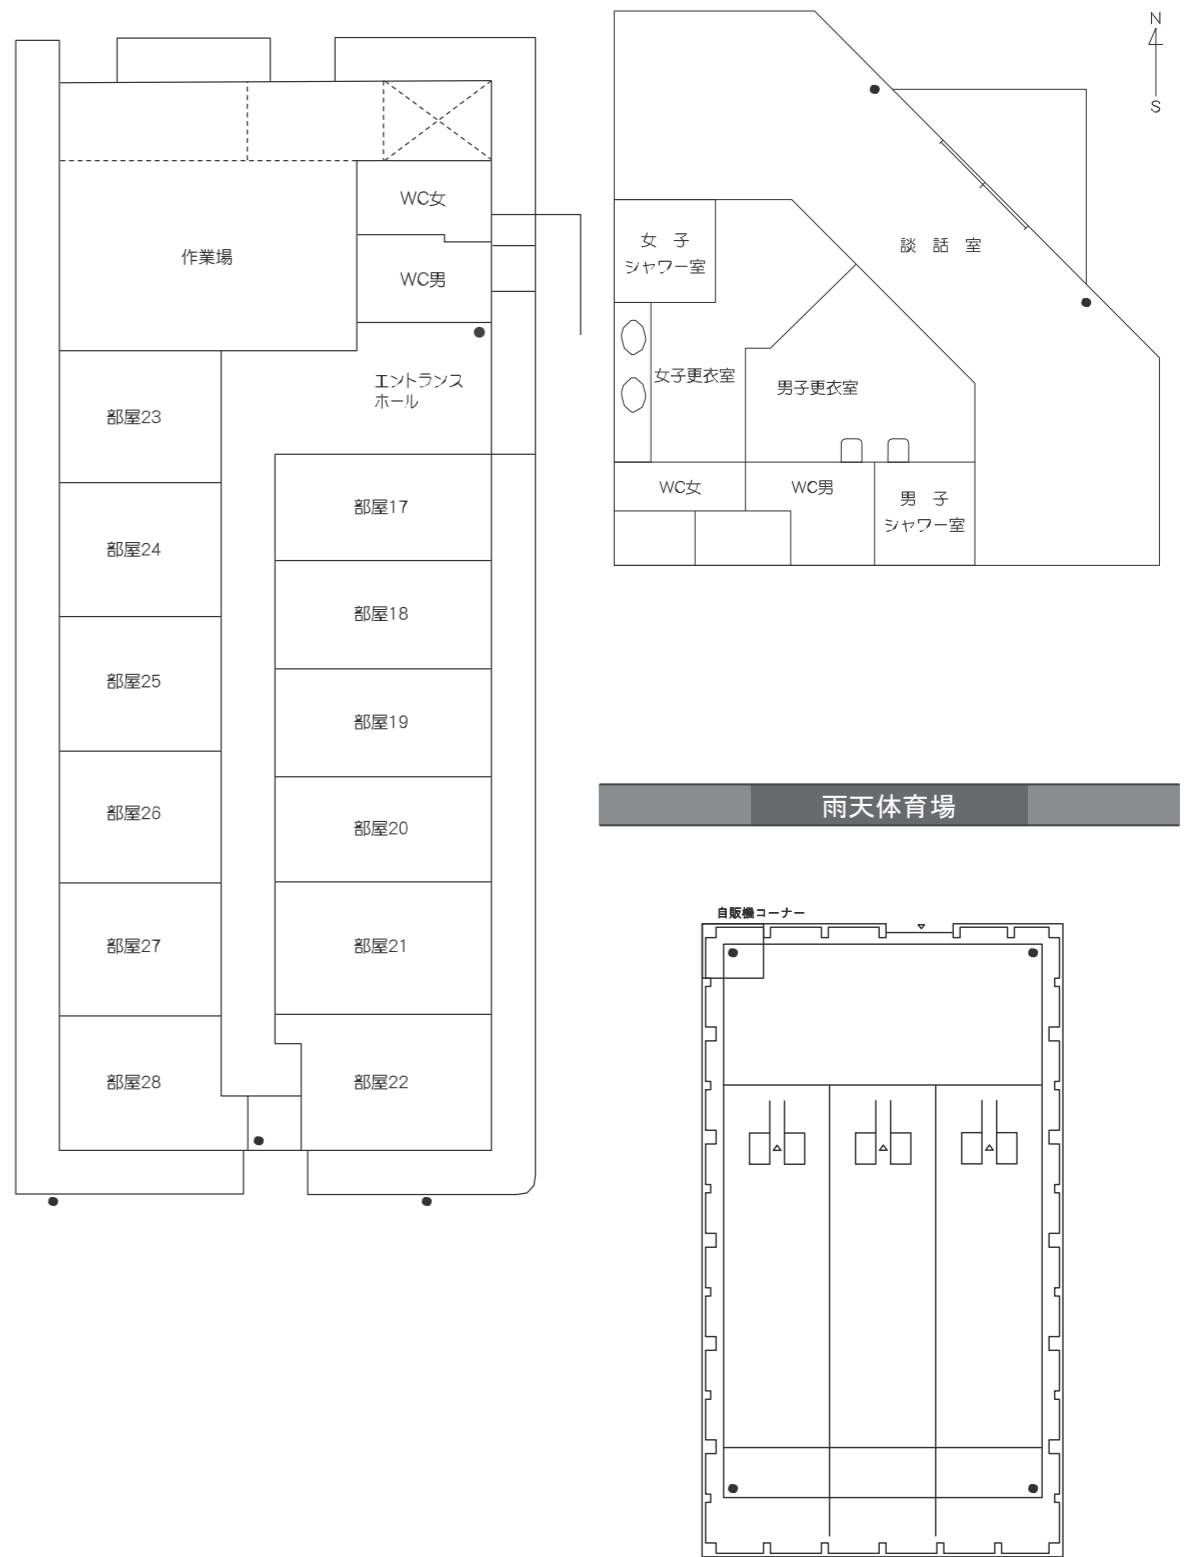 WC女
作業場
WC男
エントランス
ホール
部屋23
部屋17
部屋24
部屋18
部屋25
部屋19
部屋26
部屋20
部屋27
部屋21
部屋28
部屋22
N
S
女 子
シャワー室
談 話 室
女子更衣室
男子更衣室
WC女
WC男
男 子
シャワー室
雨天体育場
自販機コーナー